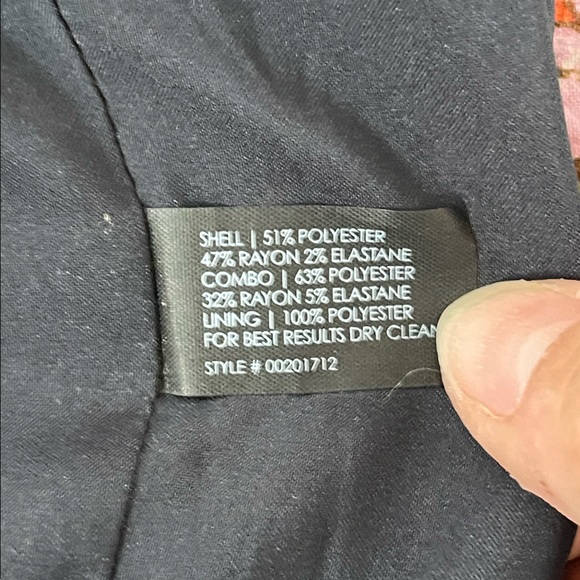 SHELL | 51% POLYESTER
47% RAYON 2% ELASTANE
COMBO | 63% POLYESTER
32% RAYON 5% ELASTANE
LINING | 100% POLYESTER
FOR BEST RESULTS DRY CLEAN
STYLE # 00201712